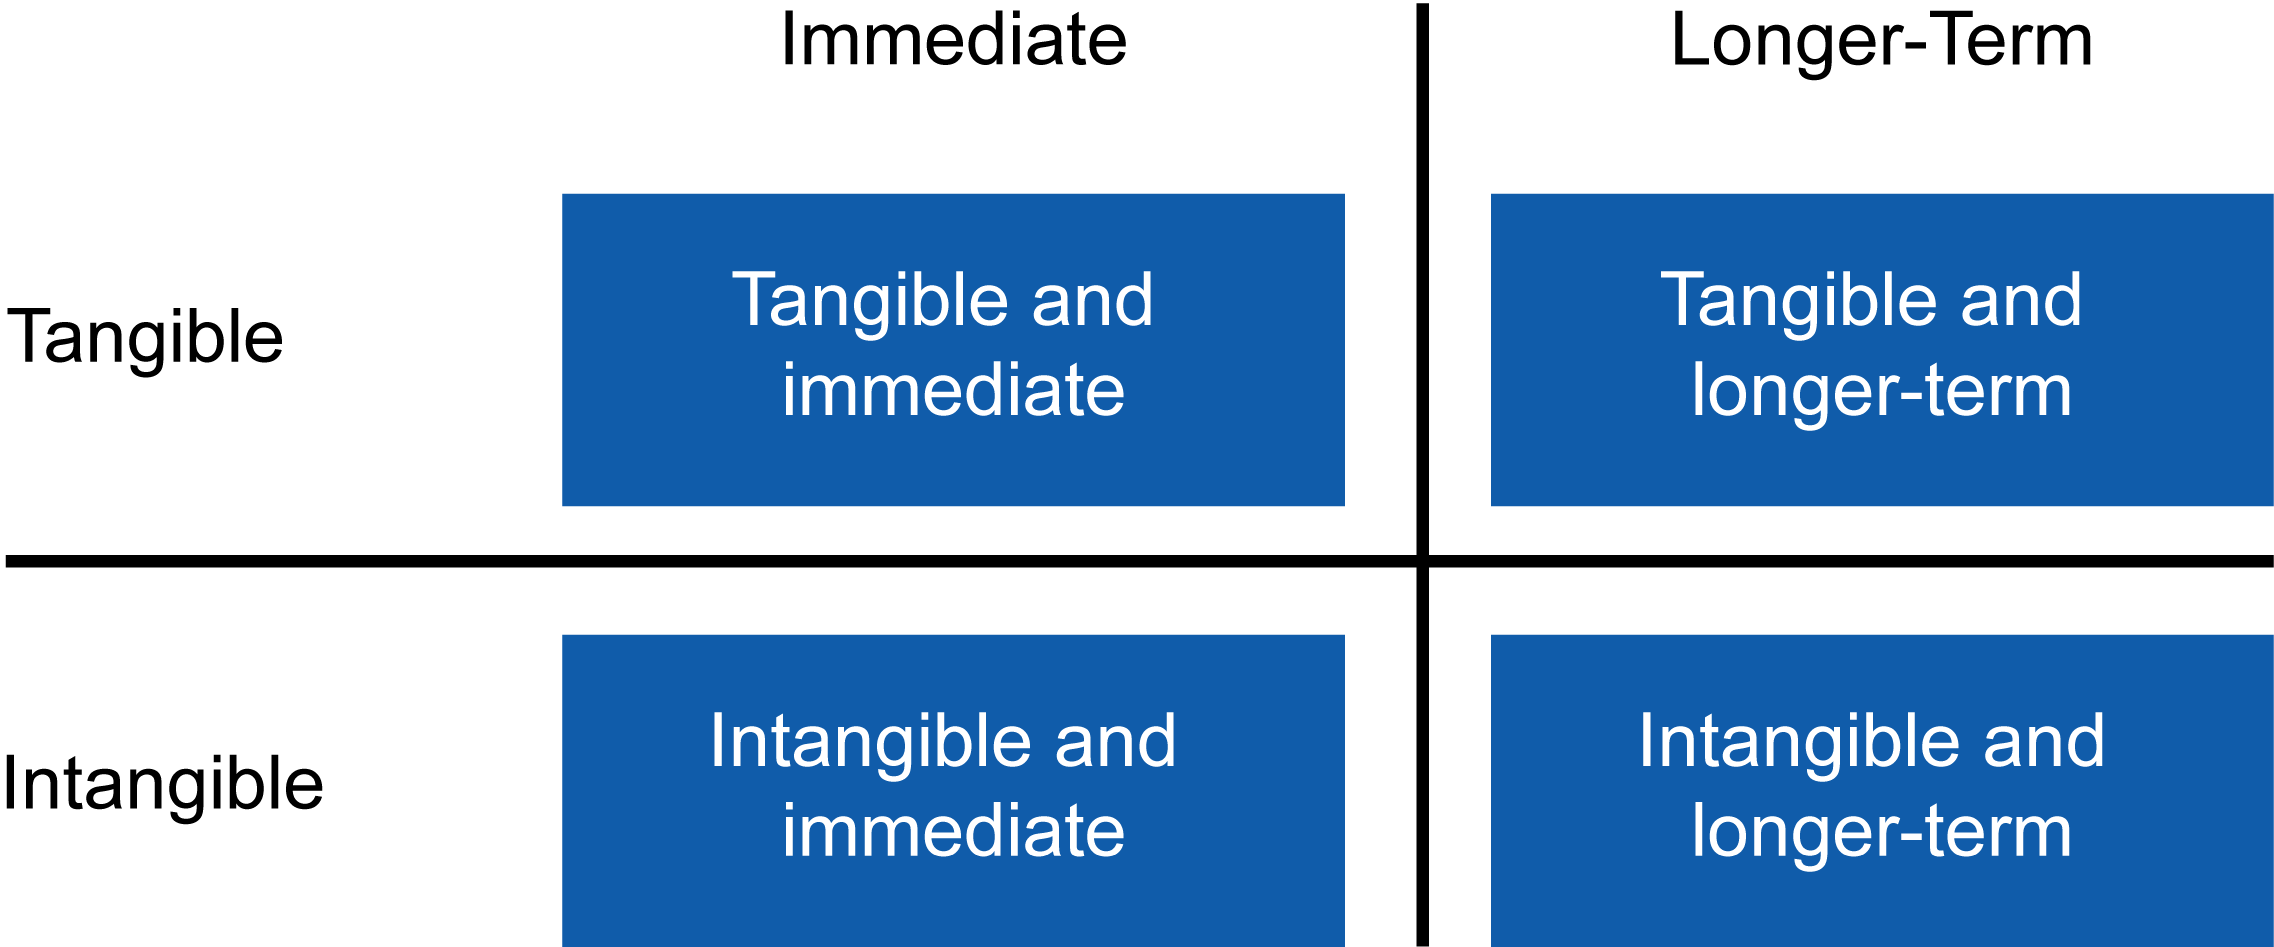 Immediate
Longer-Term
Tangible
Tangible and
immediate
Tangible and
longer-term
Intangible
Intangible and
immediate
Intangible and
longer-term